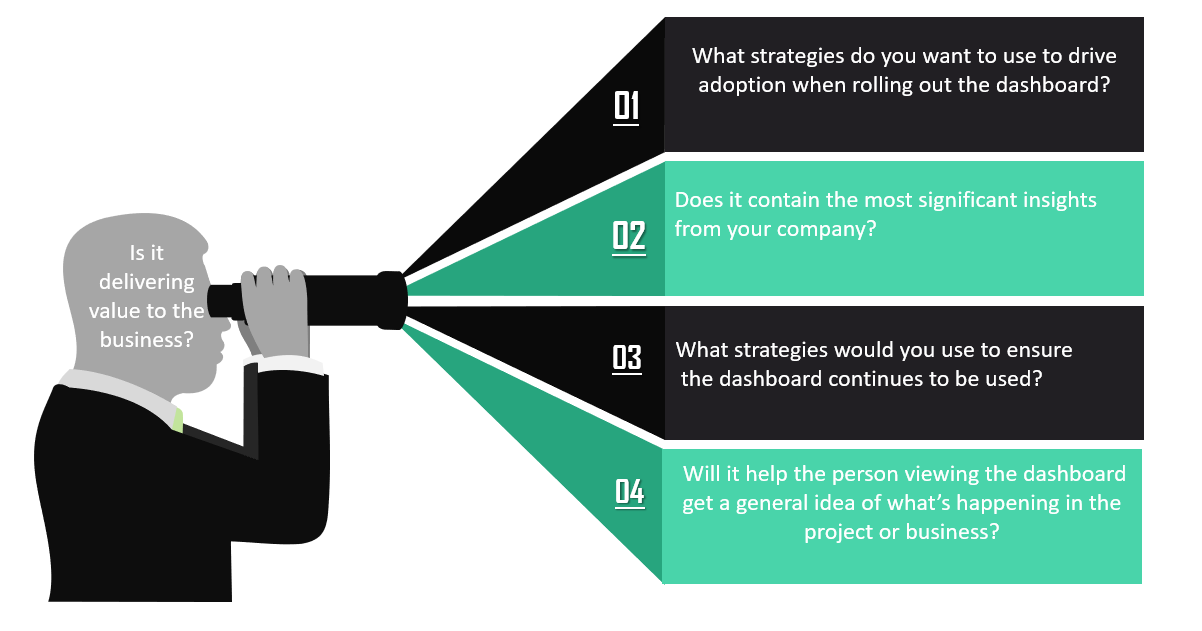 Is it
delivering
value to the
business?
01
What strategies do you want to use to drive
adoption when rolling out the dashboard?
02
Does it contain the most significant insights
from your company?
03
What strategies would you use to ensure
the dashboard continues to be used?
04
Will it help the person viewing the dashboard
get a general idea of what’s happening in the
project or business?